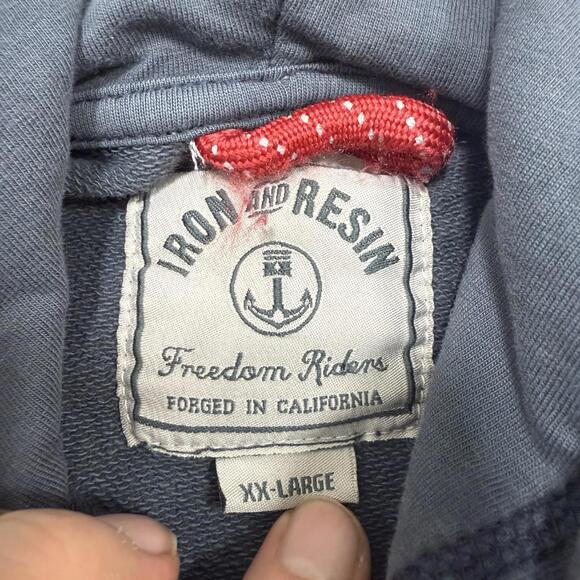 IRON AND RESIN
Freedom Riders
FORGED IN CALIFORNIA
XX-LARGE